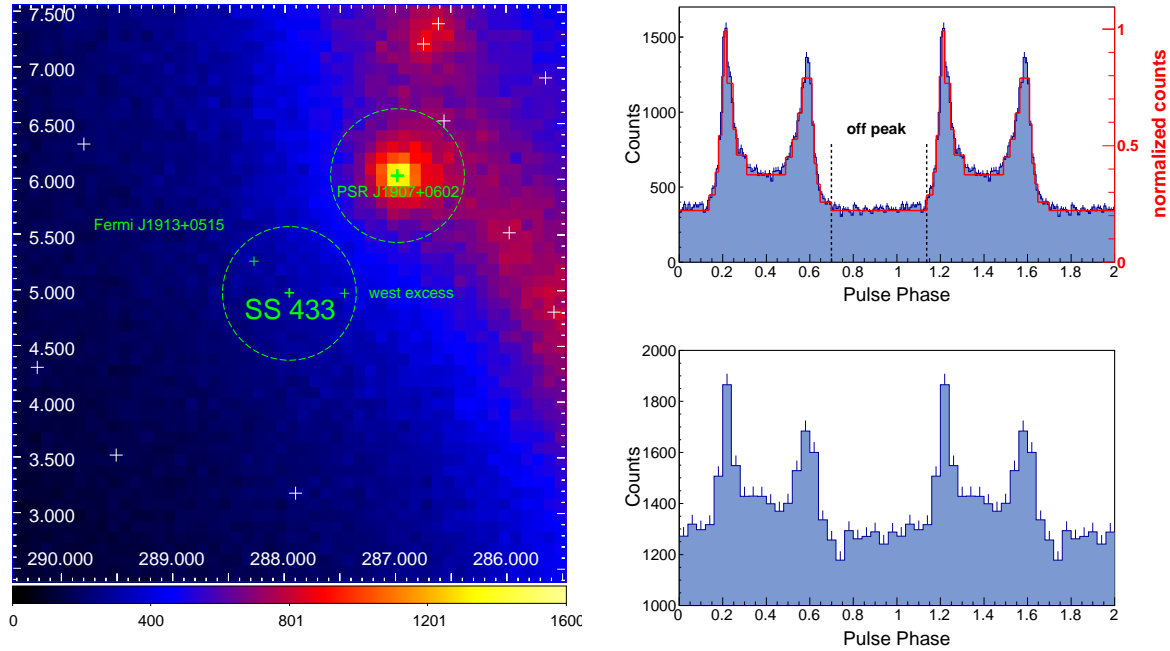 7.500
7.000
6.500
6.000
5.500
5.000
4.500
4.000
3.500
3.000
290.000 289.000 288.000 287.000 286.000
PSR J1907+0602
Fermi J1913+0515
west excess
SS 433
0 400 801 1201 1600
1500
1000
500
0
Counts
off peak
1
0.5
0
normalized counts
0 0.2 0.4 0.6 0.8 1 1.2 1.4 1.6 1.8 2
Pulse Phase
2000
1800
1600
1400
1200
1000
Counts
0 0.2 0.4 0.6 0.8 1 1.2 1.4 1.6 1.8 2
Pulse Phase